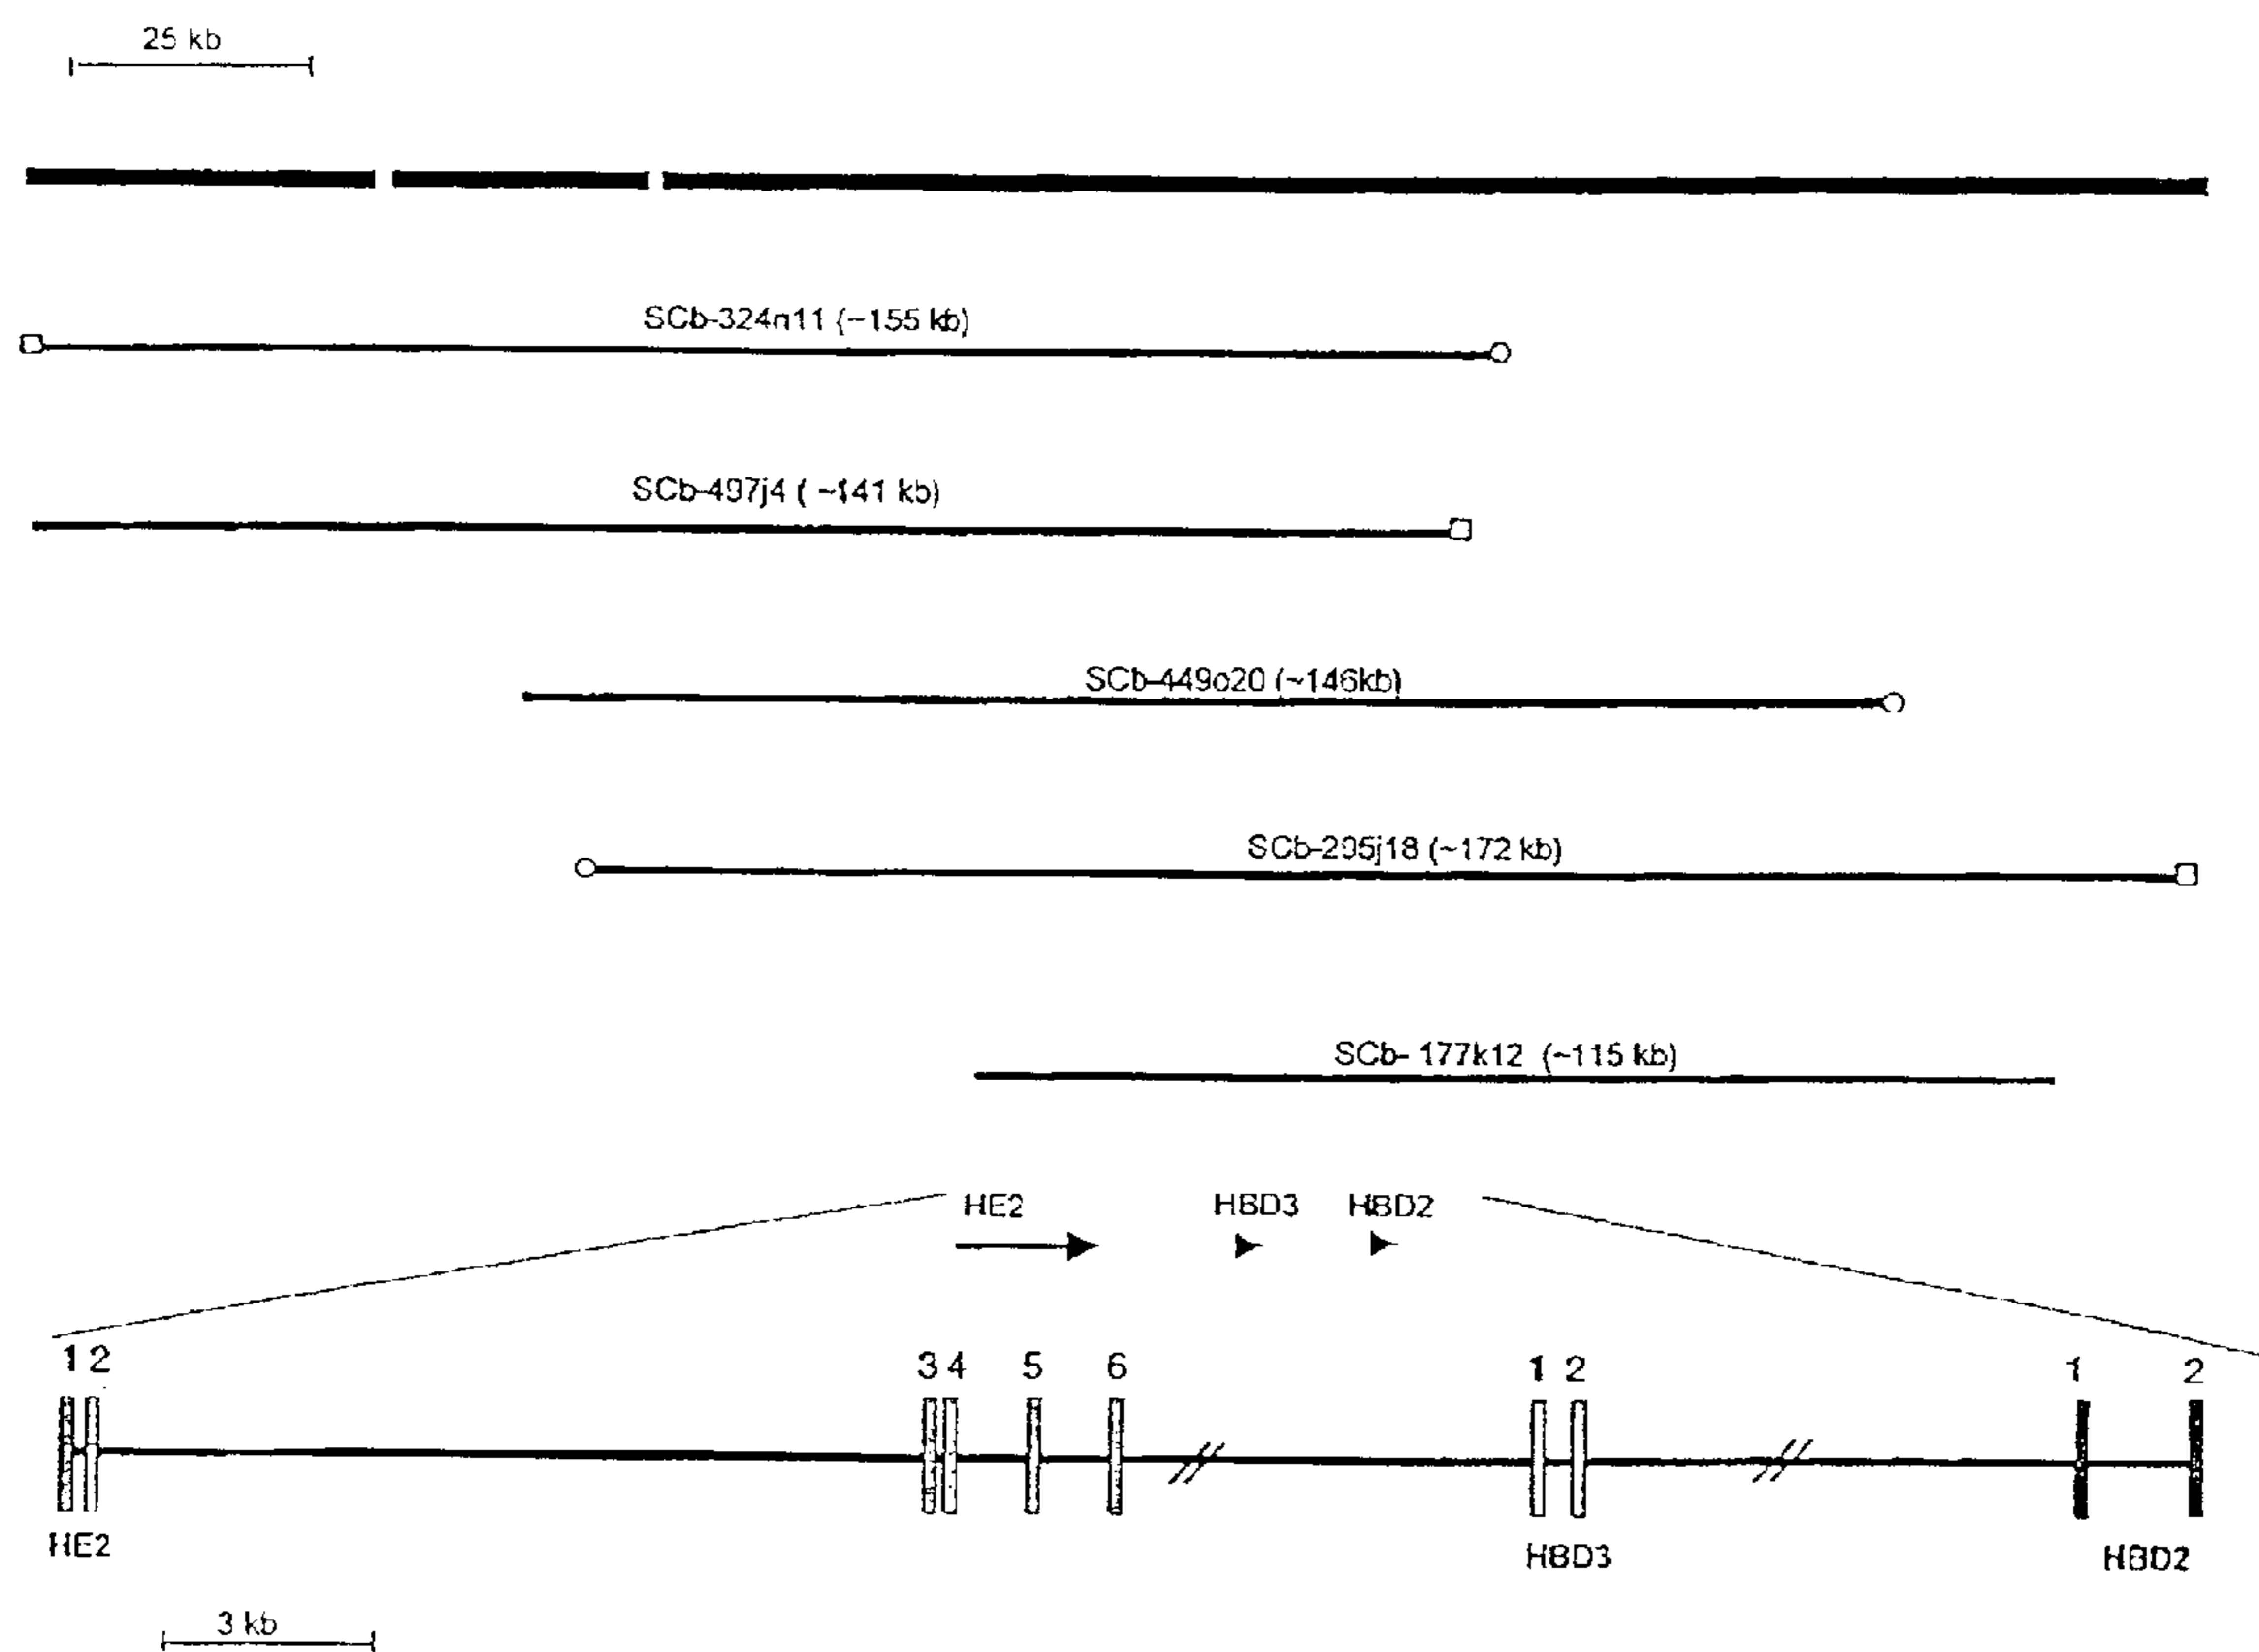 25 kb
SCb-324n11 (~155 kb)
SCb-497j4 ( ~141 kb)
SCb-449o20 (~146kb)
SCb-295j18 (~172 kb)
SCb- 177k12 (~115 kb)
HE2 HBD3 HBD2
1 2 3 4 5 6 1 2 1 2
HE2 HBD3 HBD2
3 kb